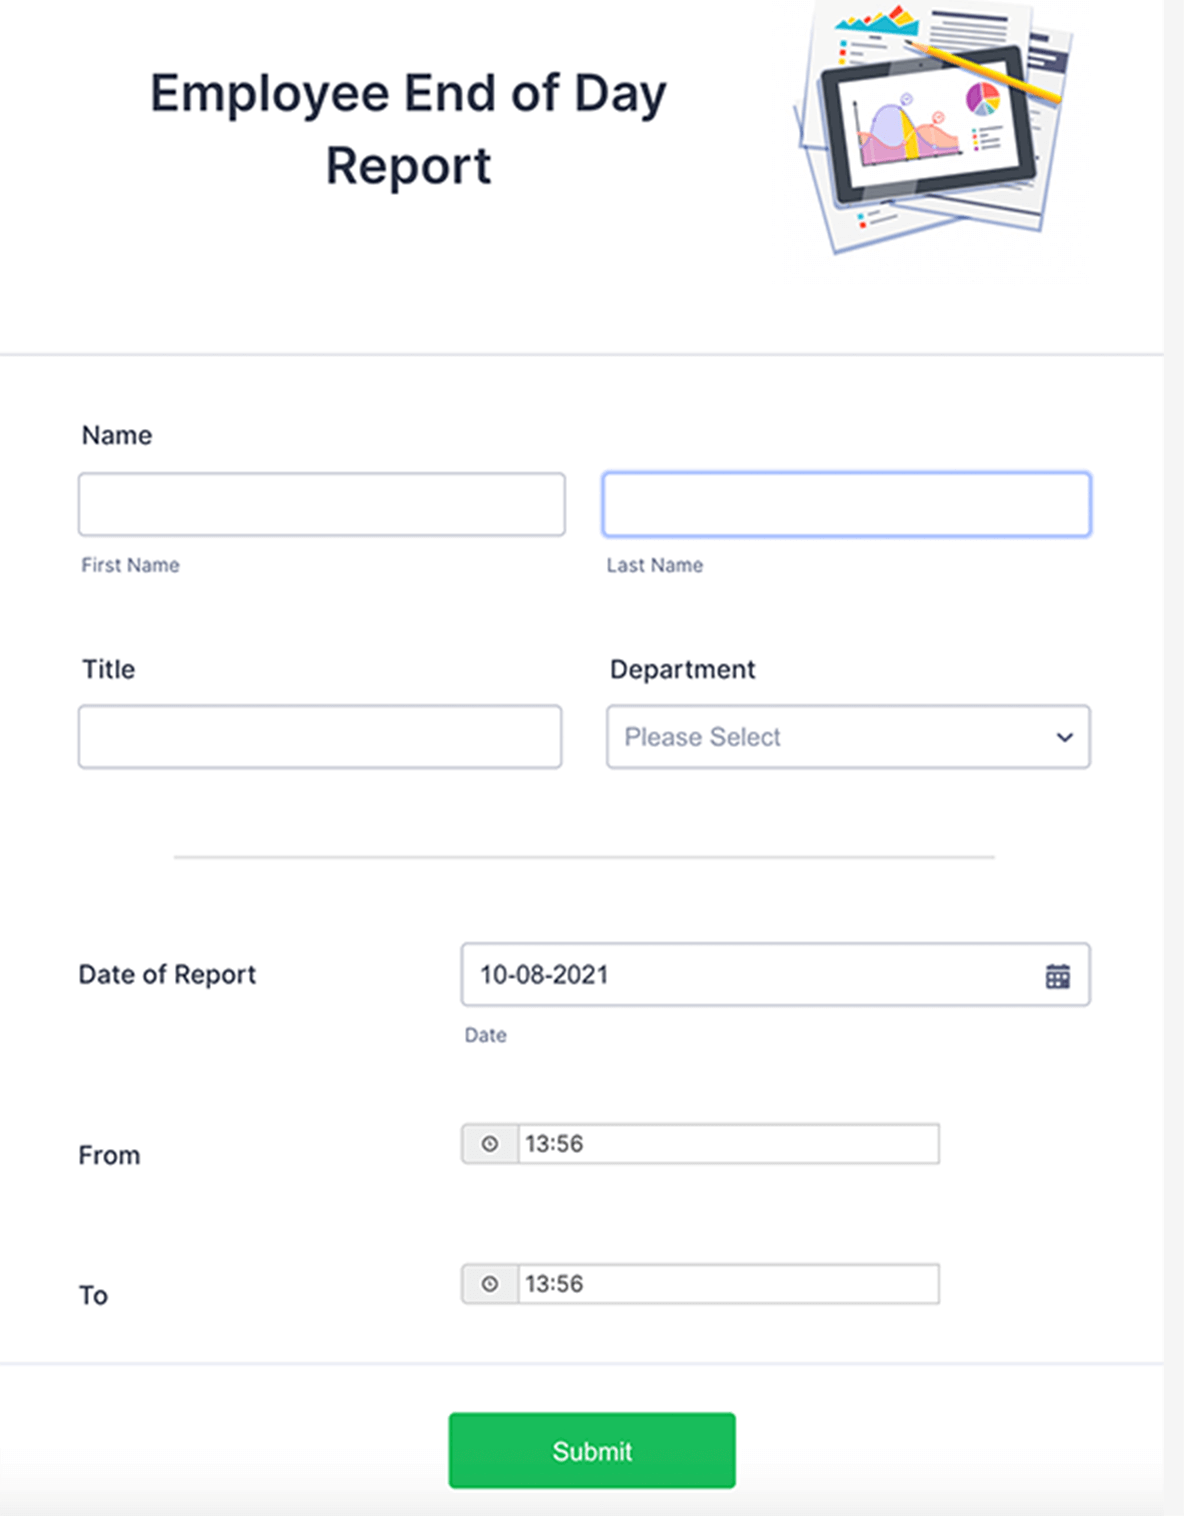 Employee End of Day
Report
Name
First Name
Last Name
Title
Department
Please Select
Date of Report
10-08-2021
Date
From
13:56
To
13:56
Submit